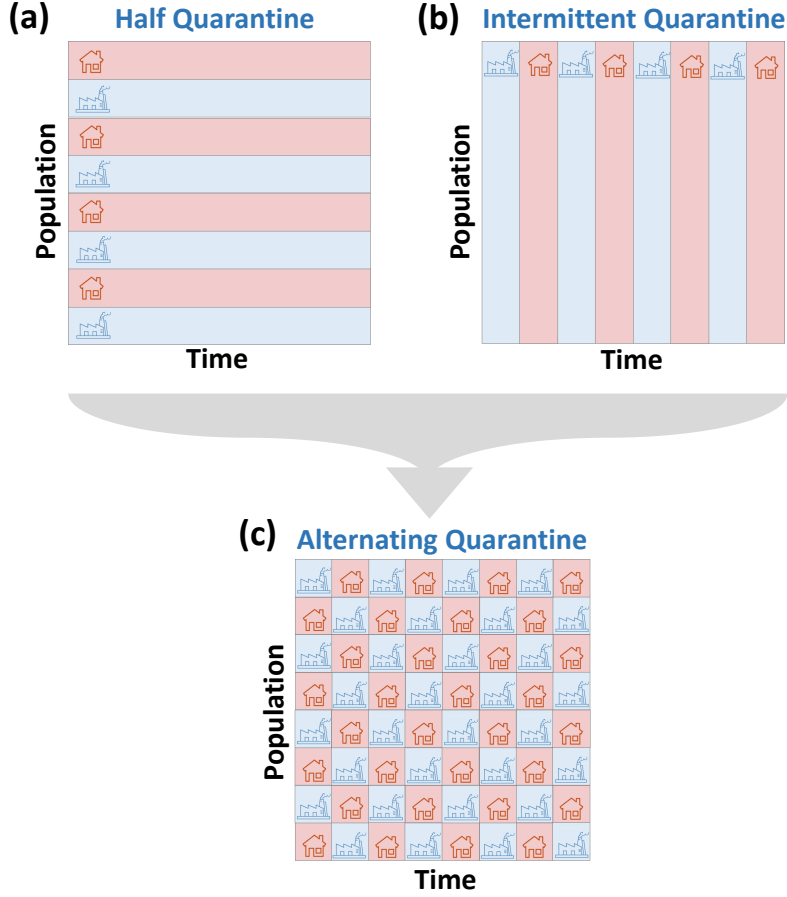 (a) Half Quarantine
Population
Time
(b) Intermittent Quarantine
Population
Time
(c) Alternating Quarantine
Population
Time